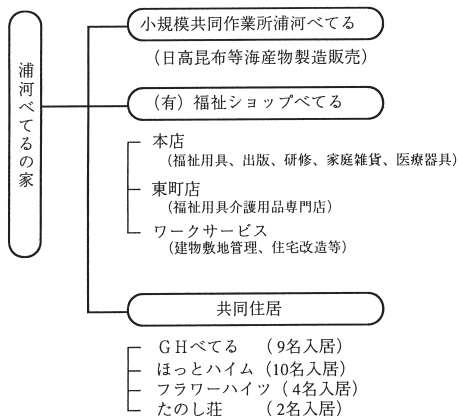 浦河べてるの家
小規模共同作業所浦河べてる
（日高昆布等海産物製造販売）
（有）福祉ショップべてる
本店
（福祉用具、出版、研修、家庭雑貨、医療器具）
東町店
（福祉用具介護用品専門店）
ワークサービス
（建物敷地管理、住宅改造等）
共同住居
ＧＨべてる　（9名入居）
ほっとハイム（10名入居）
フラワーハイツ（4名入居）
たのし荘　（2名入居）